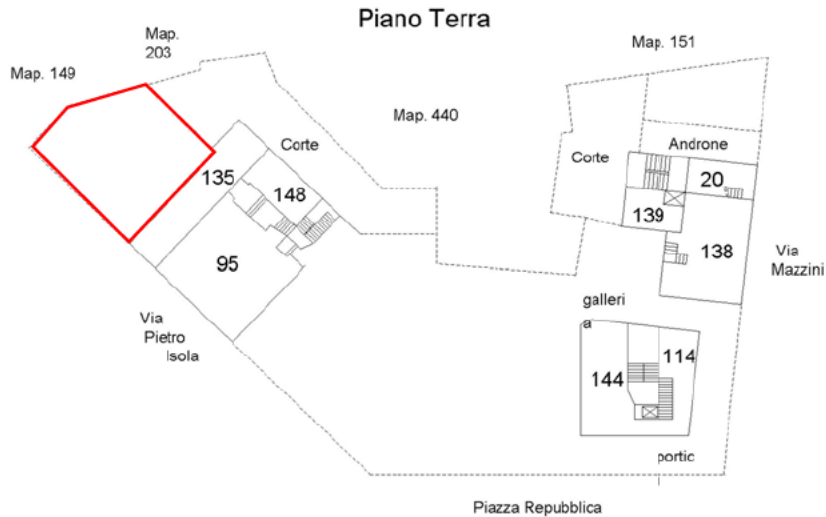 Piano Terra
Map.
203
Map. 151
Map. 149
Map. 440
Corte
Androne
Corte
135
148
20
139
95
138
Via
Mazzini
galleri
a
Via
Pietro
Isola
114
144
portic
Piazza Repubblica